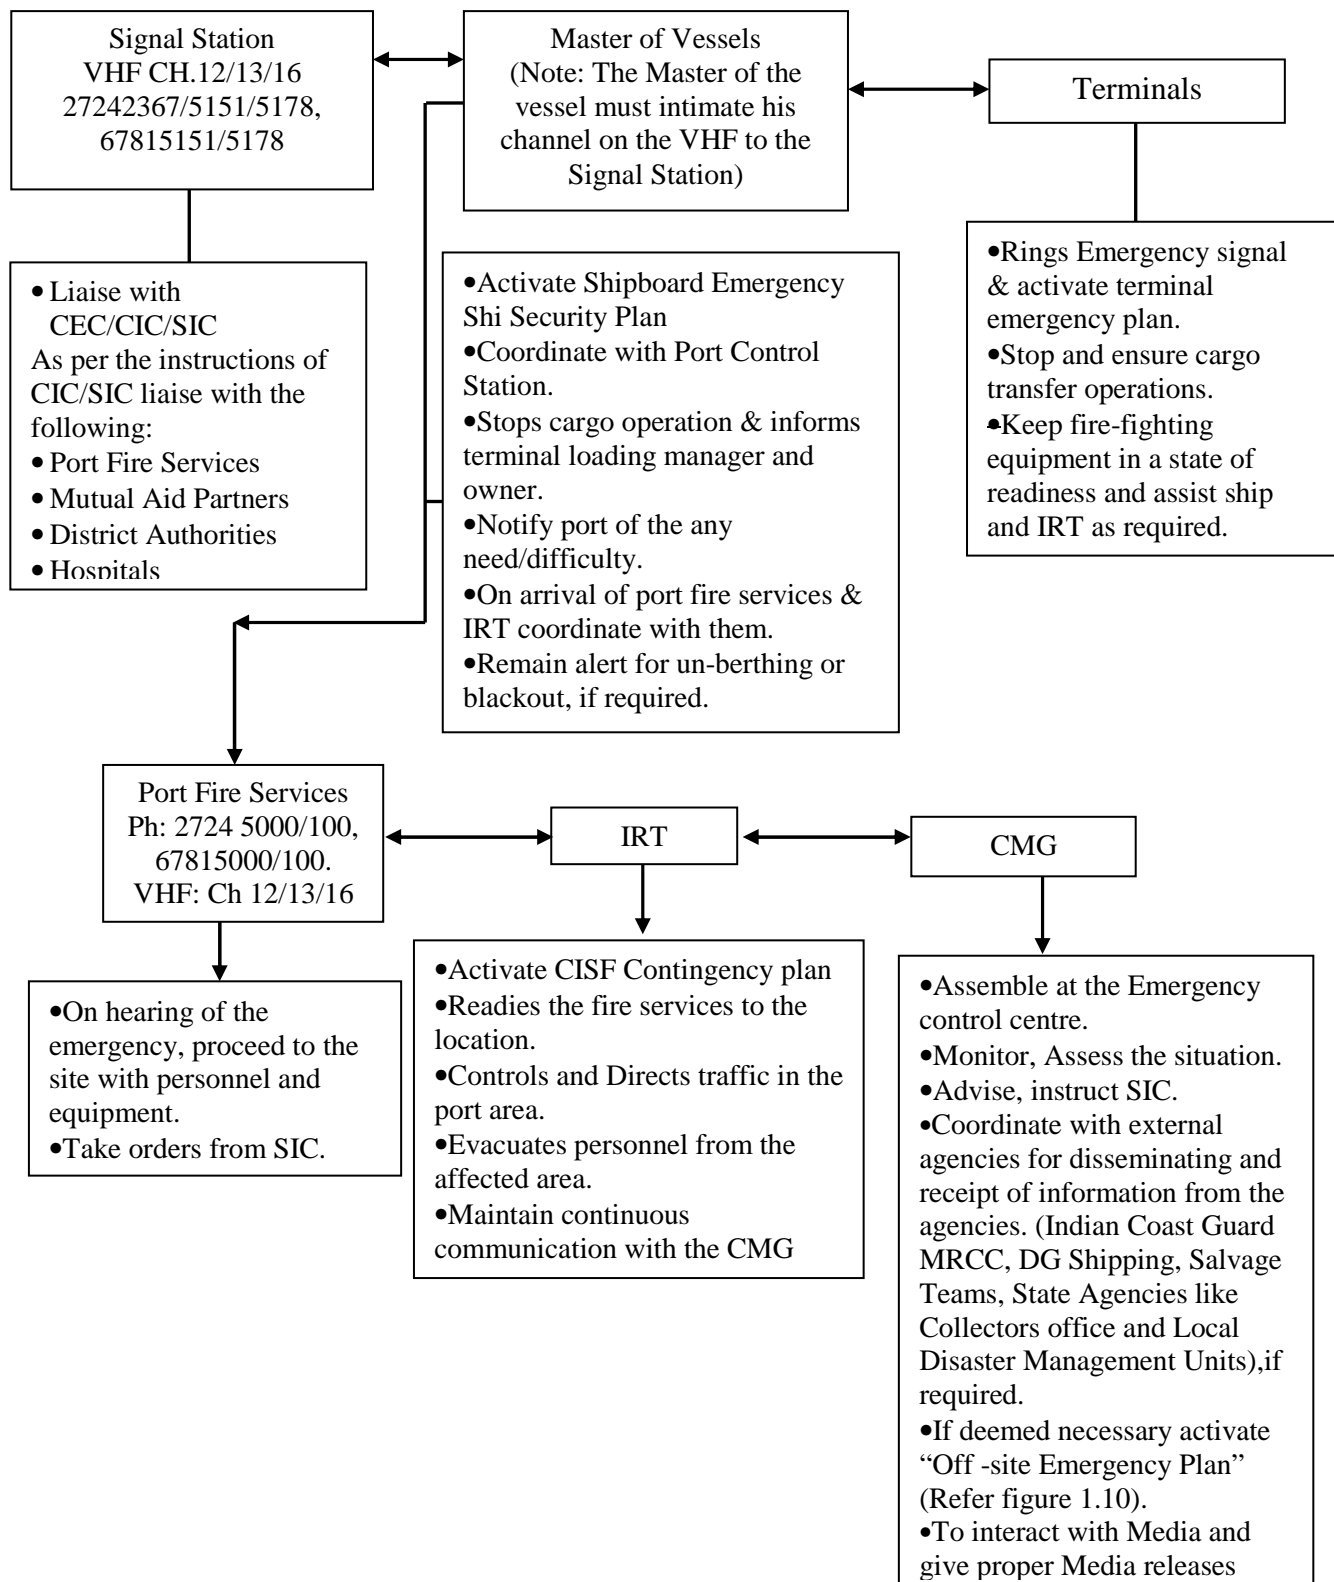 Signal Station
VHF CH.12/13/16
27242367/5151/5178,
67815151/5178
Master of Vessels
(Note: The Master of the
vessel must intimate his
channel on the VHF to the
Signal Station)
Terminals
•Liaise with
CEC/CIC/SIC
As per the instructions of
CIC/SIC liaise with the
following:
•Port Fire Services
•Mutual Aid Partners
•District Authorities
•Hospitals
•Activate Shipboard Emergency
Shi Security Plan
•Coordinate with Port Control
Station.
•Stops cargo operation & informs
terminal loading manager and
owner.
•Notify port of the any
need/difficulty.
•On arrival of port fire services &
IRT coordinate with them.
•Remain alert for un-berthing or
blackout, if required.
•Rings Emergency signal
& activate terminal
emergency plan.
•Stop and ensure cargo
transfer operations.
•Keep fire-fighting
equipment in a state of
readiness and assist ship
and IRT as required.
Port Fire Services
Ph: 2724 5000/100,
67815000/100.
VHF: Ch 12/13/16
IRT
CMG
•On hearing of the
emergency, proceed to the
site with personnel and
equipment.
•Take orders from SIC.
•Activate CISF Contingency plan
•Readies the fire services to the
location.
•Controls and Directs traffic in the
port area.
•Evacuates personnel from the
affected area.
•Maintain continuous
communication with the CMG
•Assemble at the Emergency
control centre.
•Monitor, Assess the situation.
•Advise, instruct SIC.
•Coordinate with external
agencies for disseminating and
receipt of information from the
agencies. (Indian Coast Guard
MRCC, DG Shipping, Salvage
Teams, State Agencies like
Collectors office and Local
Disaster Management Units),if
required.
•If deemed necessary activate
“Off -site Emergency Plan”
(Refer figure 1.10).
•To interact with Media and
give proper Media releases